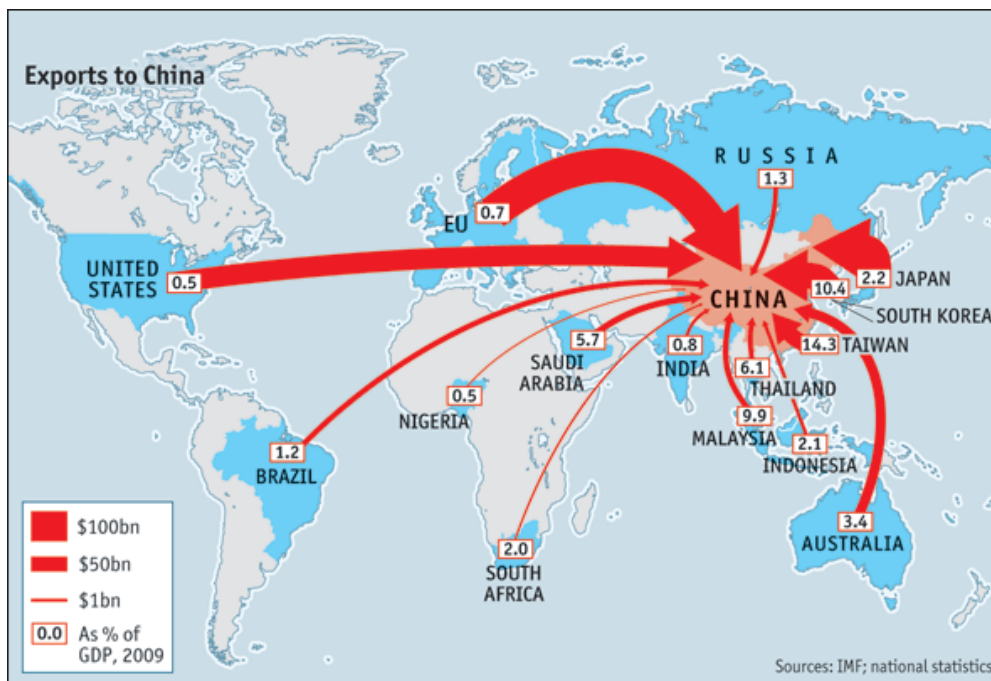 Exports to China
RUSSIA
1.3
EU
0.7
UNITED
STATES
0.5
CHINA
2.2
JAPAN
10.4
SOUTH KOREA
14.3
TAIWAN
5.7
SAUDI
ARABIA
0.8
INDIA
6.1
THAILAND
0.5
NIGERIA
9.9
MALAYSIA
2.1
INDONESIA
1.2
BRAZIL
2.0
SOUTH
AFRICA
3.4
AUSTRALIA
$100bn
$50bn
$1bn
0.0 As % of
GDP, 2009
Sources: IMF; national statistics